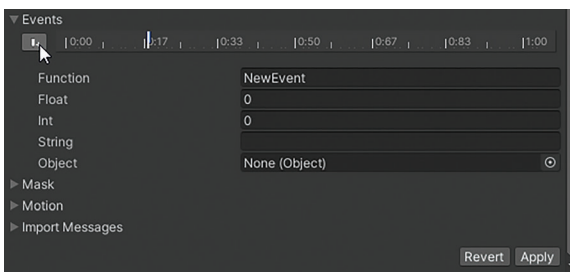 Events
0:00 0:17 0:33 0:50 0:67 0:83 1:00
Function NewEvent
Float 0
Int 0
String
Object None (Object)
Mask
Motion
Import Messages
Revert Apply